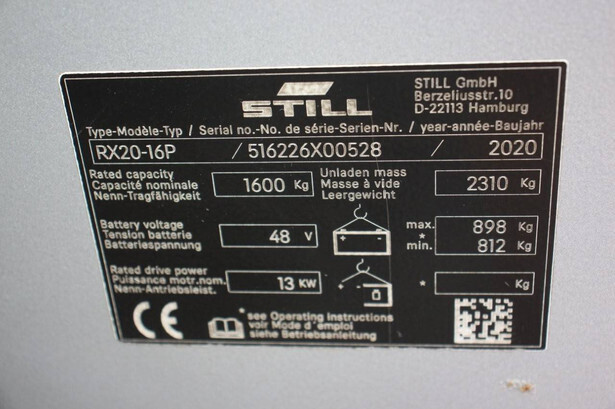 STILL
STILL GmbH
Berzeliusstr.10
D-22113 Hamburg
Type-Modèle-Typ / Serial no.-No. de série-Serien-Nr. / year-année-Baujahr
RX20-16P / 516226X00528 / 2020
Rated capacity
Capacité nominale
Nenn-Tragfähigkeit
1600 Kg
Unladen mass
Masse à vide
Leergewicht
2310 Kg
Battery voltage
Tension batterie
Batteriespannung
48 V
max. 898 Kg
* min. 812 Kg
Rated drive power
Puissance motr.nom.
Nenn-Antriebsleist.
13 KW
* Kg
CE
*see Operating Instructions
voir Mode d'emploi
siehe Betriebsanleitung